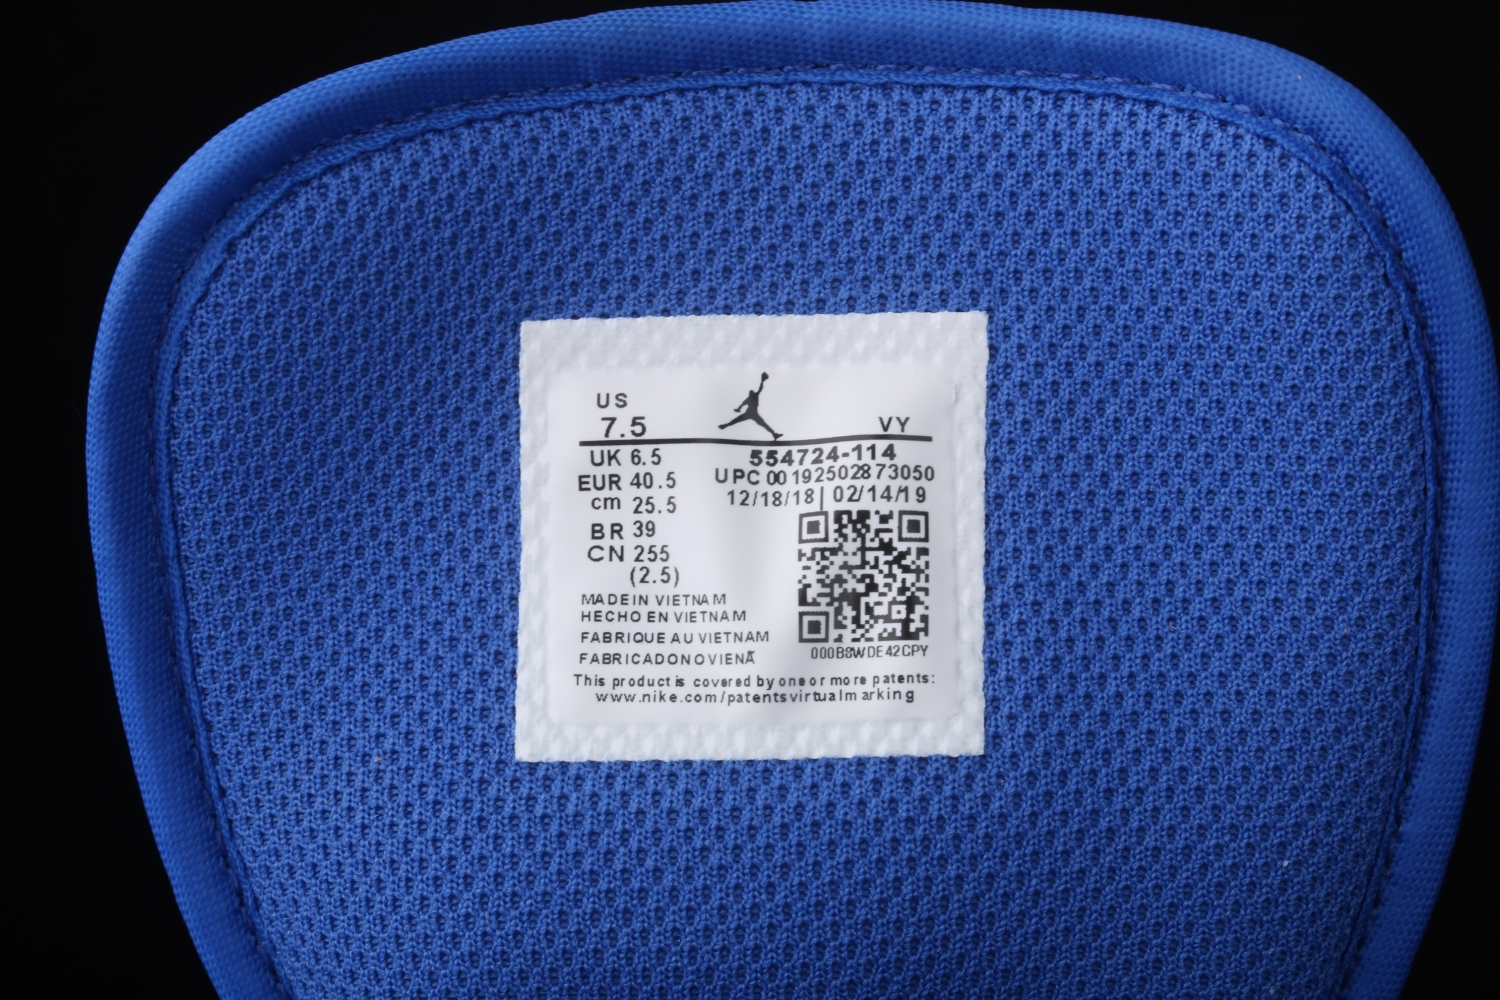 US
7.5 VY
UK 6.5 554724-114
EUR 40.5 UPC 00192502873050
cm 25.5 12/18/18 | 02/14/19
BR 39
CN 255
(2.5)
MADE IN VIETNAM
HECHO EN VIETNAM
FABRIQUE AU VIETNAM
FABRICADONOVIENÃ
000B8WDE42CPY
This product is covered by one or more patents:
www.nike.com/patentsvirtualmarking